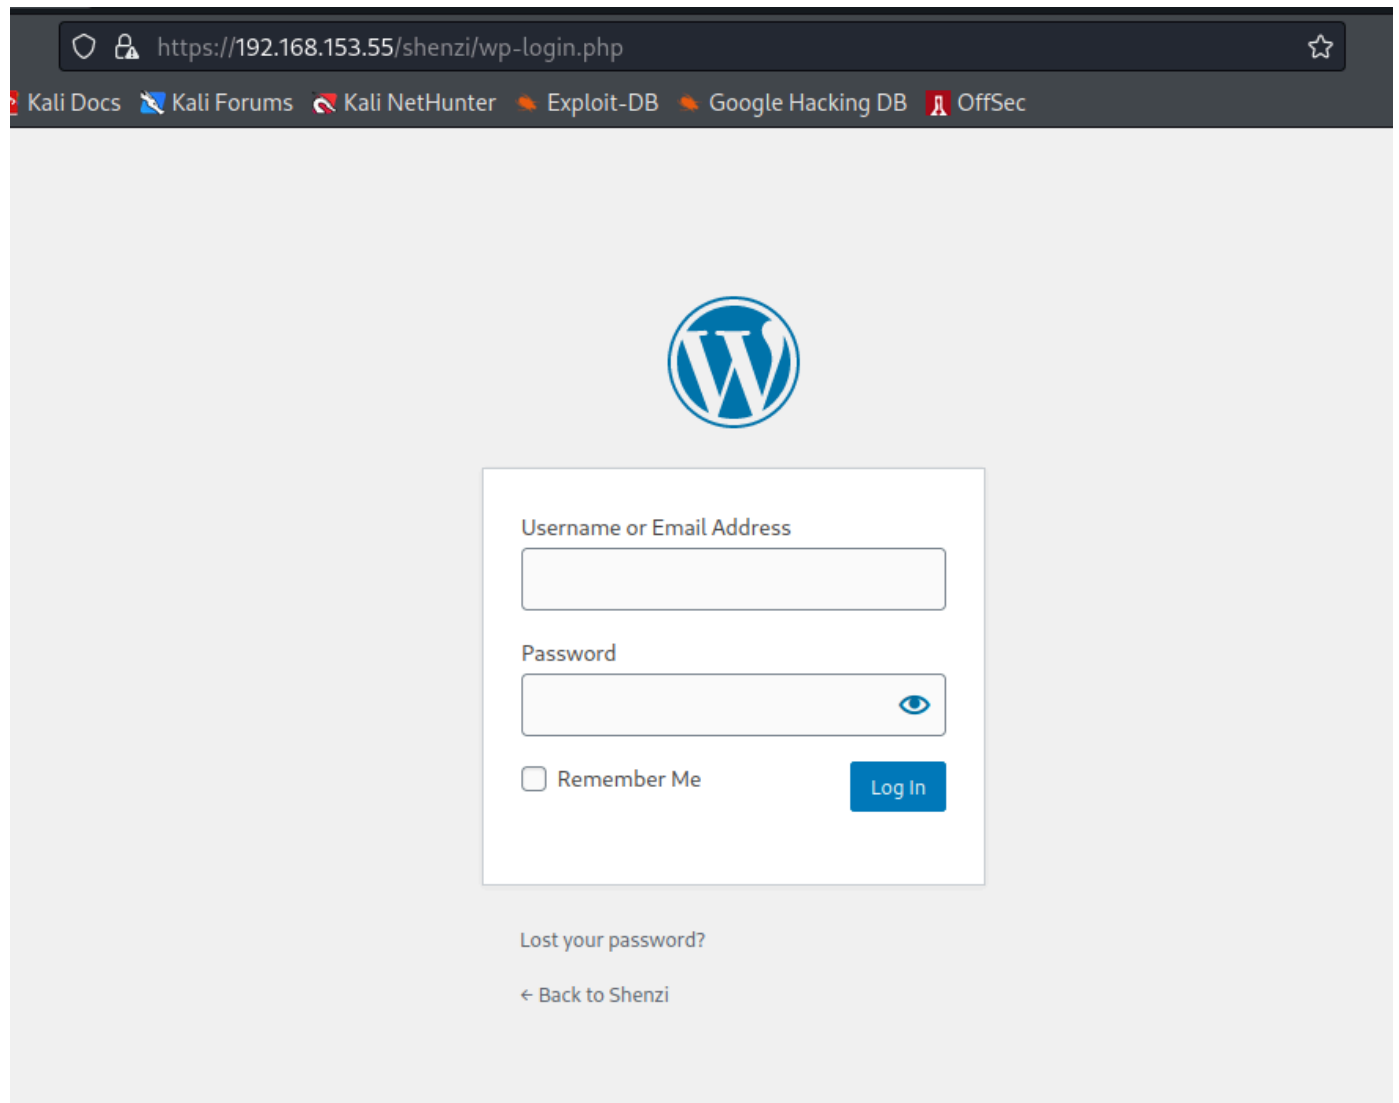 https://192.168.153.55/shenzi/wp-login.php
Kali Docs Kali Forums Kali NetHunter Exploit-DB Google Hacking DB OffSec
Username or Email Address
Password
Remember Me Log In
Lost your password?
← Back to Shenzi